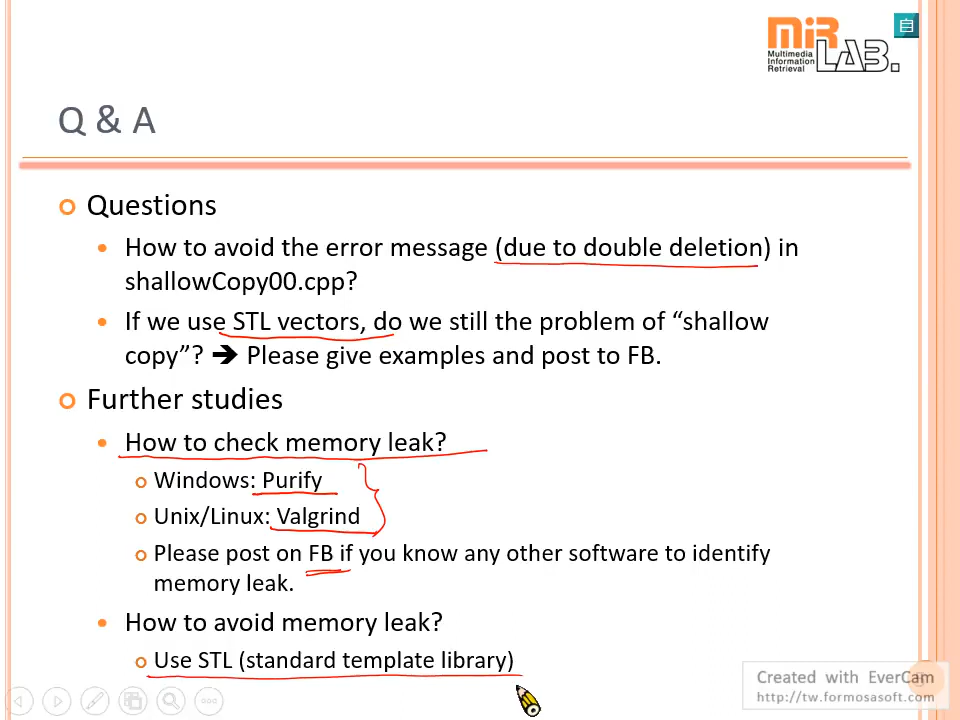 MiR
Multimedia
Information
Retrieval
LAB.
自
Q & A
Questions
How to avoid the error message (due to double deletion) in
shallowCopy00.cpp?
If we use STL vectors, do we still the problem of “shallow
copy”? ➔ Please give examples and post to FB.
Further studies
How to check memory leak?
Windows: Purify
Unix/Linux: Valgrind
Please post on FB if you know any other software to identify
memory leak.
How to avoid memory leak?
Use STL (standard template library)
Created with EverCam
http://tw.formosasoft.com